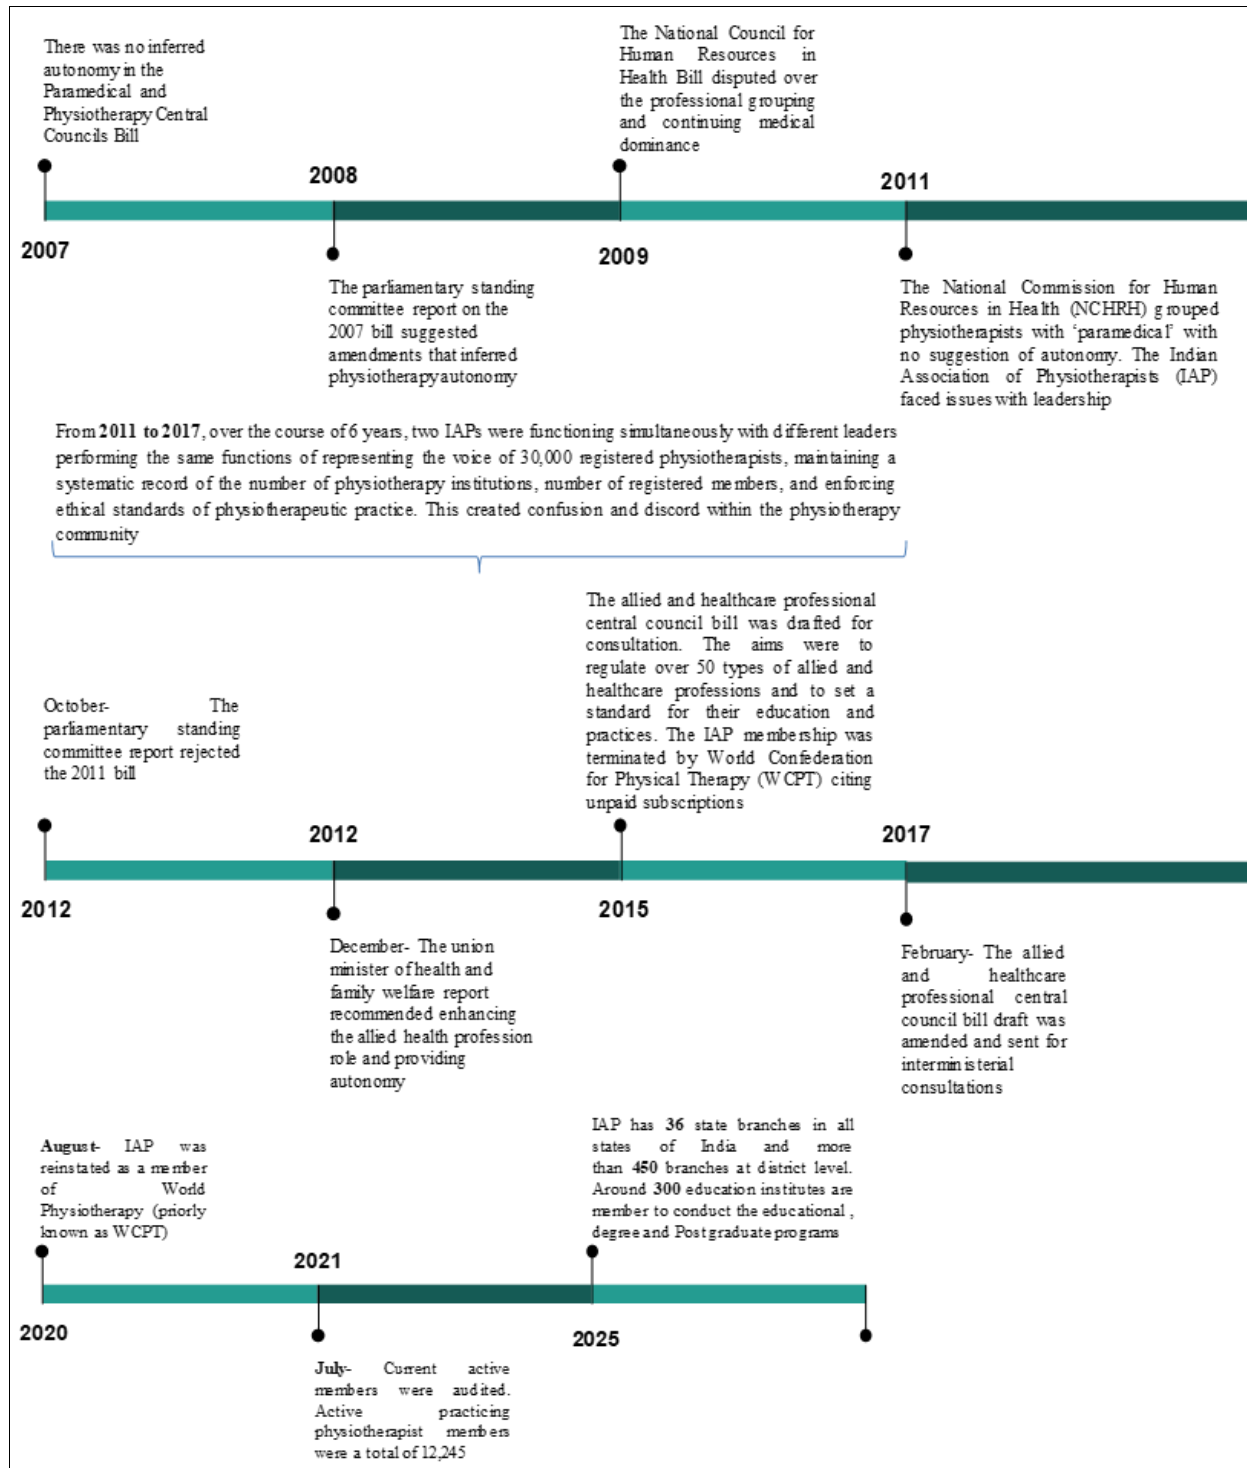 There was no inferred
autonomy in the
Paramedical and
Physiotherapy Central
Councils Bill
2007
2008
The parliamentary standing
committee report on the
2007 bill suggested
amendments that inferred
physiotherapy autonomy
The National Council for
Human Resources in
Health Bill disputed over
the professional grouping
and continuing medical
dominance
2009
2011
The National Commission for Human
Resources in Health (NCHRH) grouped
physiotherapists with ‘paramedical’ with
no suggestion of autonomy. The Indian
Association of Physiotherapists (IAP)
faced issues with leadership
From 2011 to 2017, over the course of 6 years, two IAPs were functioning simultaneously with different leaders
performing the same functions of representing the voice of 30,000 registered physiotherapists, maintaining a
systematic record of the number of physiotherapy institutions, number of registered members, and enforcing
ethical standards of physiotherapeutic practice. This created confusion and discord within the physiotherapy
community
October- The
parliamentary standing
committee report rejected
the 2011 bill
2012
2012
December- The union
minister of health and
family welfare report
recommended enhancing
the allied health profession
role and providing
autonomy
The allied and healthcare professional
central council bill was drafted for
consultation. The aims were to
regulate over 50 types of allied and
healthcare professions and to set a
standard for their education and
practices. The IAP membership was
terminated by World Confederation
for Physical Therapy (WCPT) citing
unpaid subscriptions
2015
2017
February- The allied
and healthcare
professional central
council bill draft was
amended and sent for
interministerial
consultations
August- IAP was
reinstated as a member
of World
Physiotherapy (priorly
known as WCPT)
2020
2021
July- Current active
members were audited.
Active practicing
physiotherapist members
were a total of 12,245
IAP has 36 state branches in all
states of India and more
than 450 branches at district level.
Around 300 education institutes are
member to conduct the educational ,
degree and Post graduate programs
2025